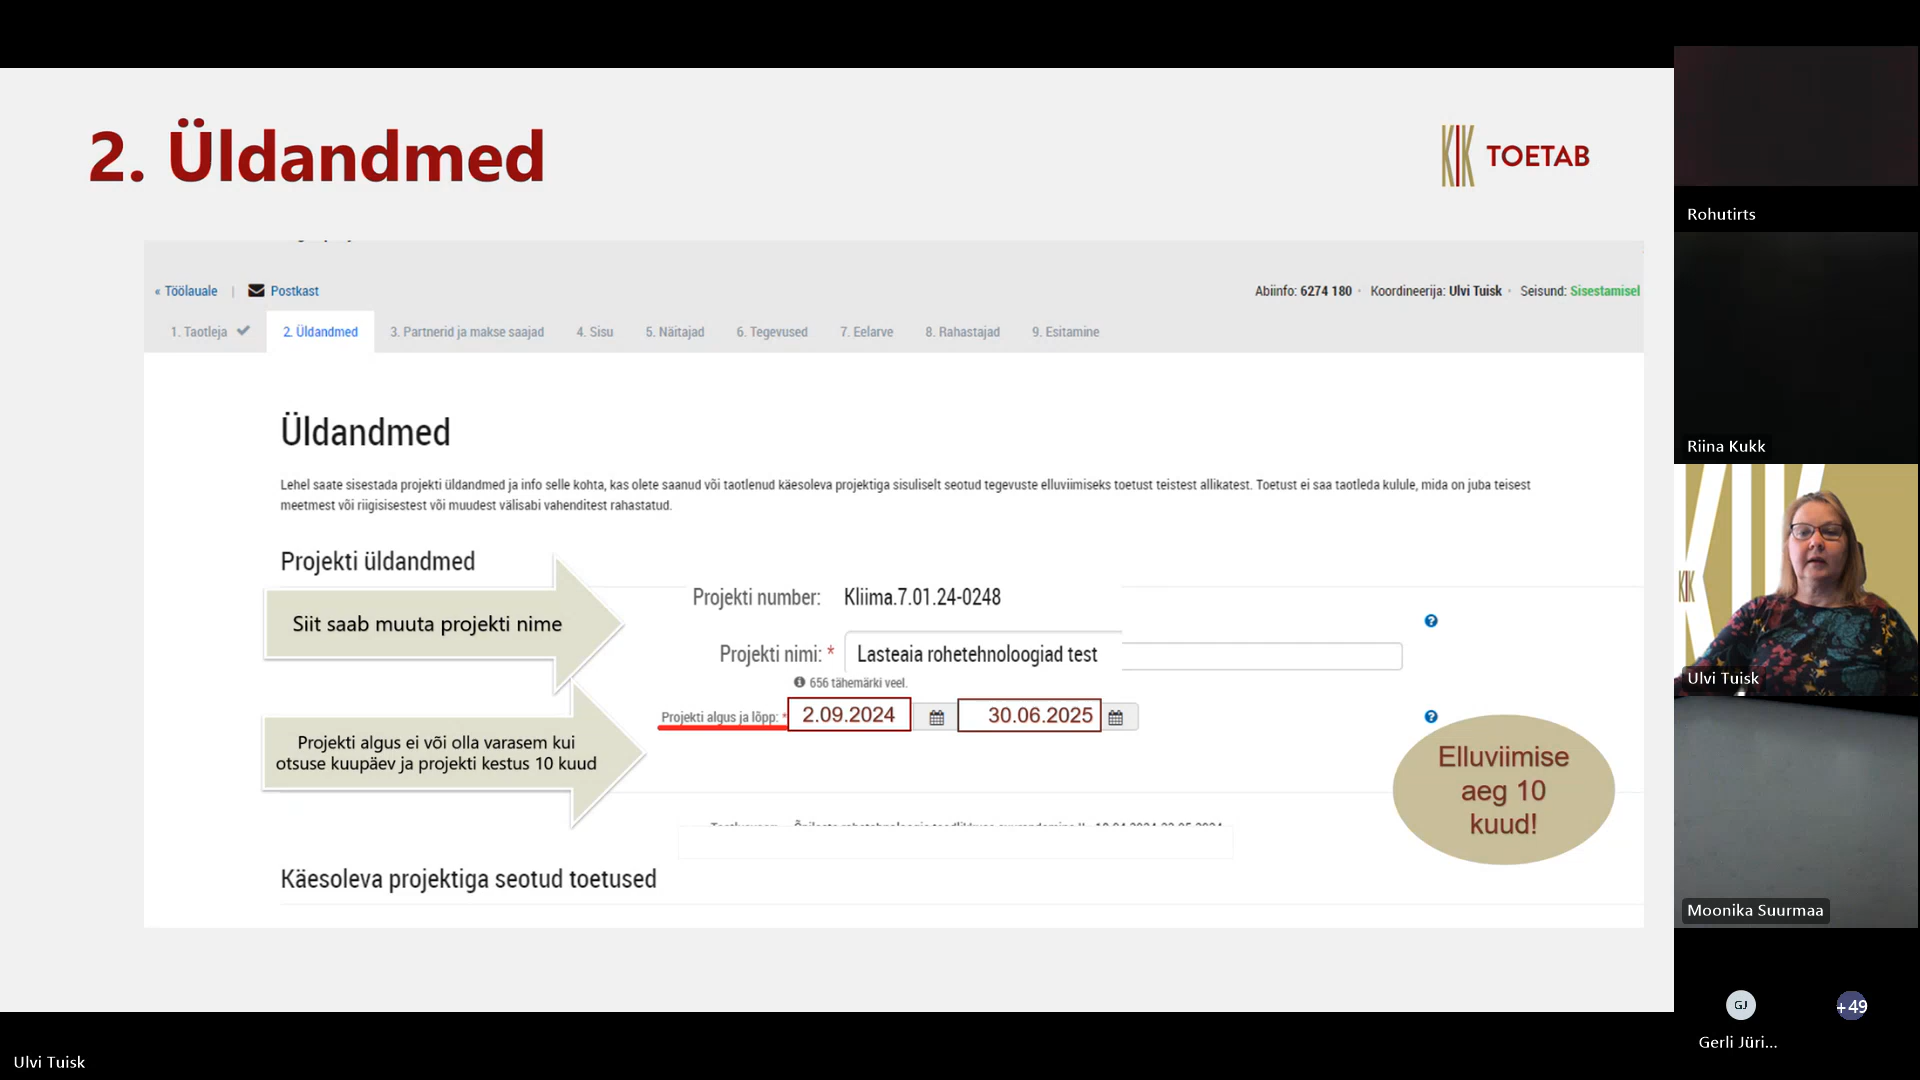 2. Üldandmed
KIK TOETAB
« Töölauale | Postkast
Abiinfo: 6274 180 · Koordineerija: Ulvi Tuisk · Seisund: Sisestamisel
1. Taotleja 2. Üldandmed 3. Partnerid ja makse saajad 4. Sisu 5. Näitajad 6. Tegevused 7. Eelarve 8. Rahastajad 9. Esitamine
Üldandmed
Lehel saate sisestada projekti üldandmed ja info selle kohta, kas olete saanud või taotlenud käesoleva projektiga sisuliselt seotud tegevuste elluviimiseks toetust teistest allikatest. Toetust ei saa taotleda kulule, mida on juba teisest
meetmest või riigisisestest või muudest välisabi vahenditest rahastatud.
Projekti üldandmed
Siit saab muuta projekti nime
Projekti number: Kliima.7.01.24-0248
Projekti nimi: * Lasteaia rohetehnoloogiad test
656 tähemärki veel.
Projekti algus ja lõpp: * 2.09.2024 30.06.2025
Projekti algus ei või olla varasem kui
otsuse kuupäev ja projekti kestus 10 kuud
Elluviimise
aeg 10
kuud!
Käesoleva projektiga seotud toetused
Rohutirts
Riina Kukk
KIK
Ulvi Tuisk
Moonika Suurmaa
GJ
+49
Gerli Jüri...
Ulvi Tuisk